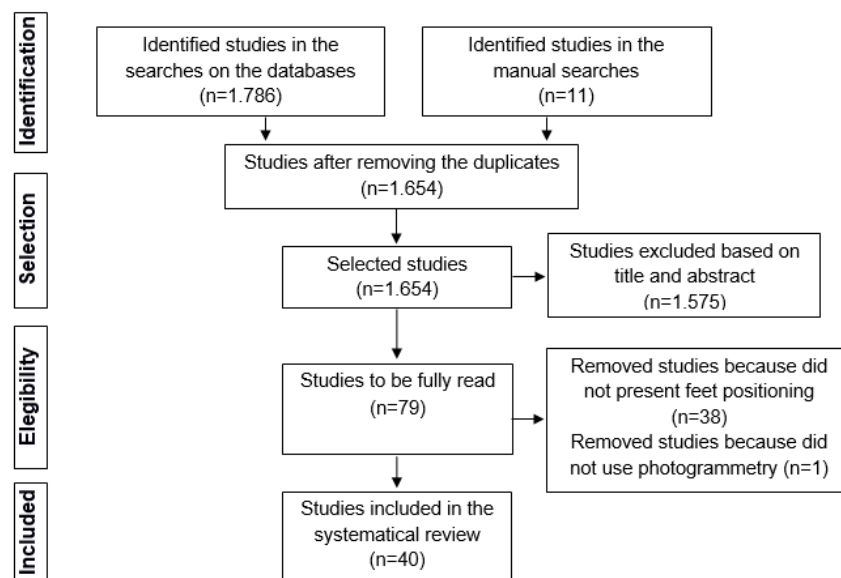 Identification
Identified studies in the
searches on the databases
(n=1.786)
Identified studies in the
manual searches
(n=11)
Studies after removing the duplicates
(n=1.654)
Selection
Selected studies
(n=1.654)
Studies excluded based on
title and abstract
(n=1.575)
Elegibility
Studies to be fully read
(n=79)
Removed studies because did
not present feet positioning
(n=38)
Removed studies because did
not use photogrammetry (n=1)
Included
Studies included in the
systematical review
(n=40)